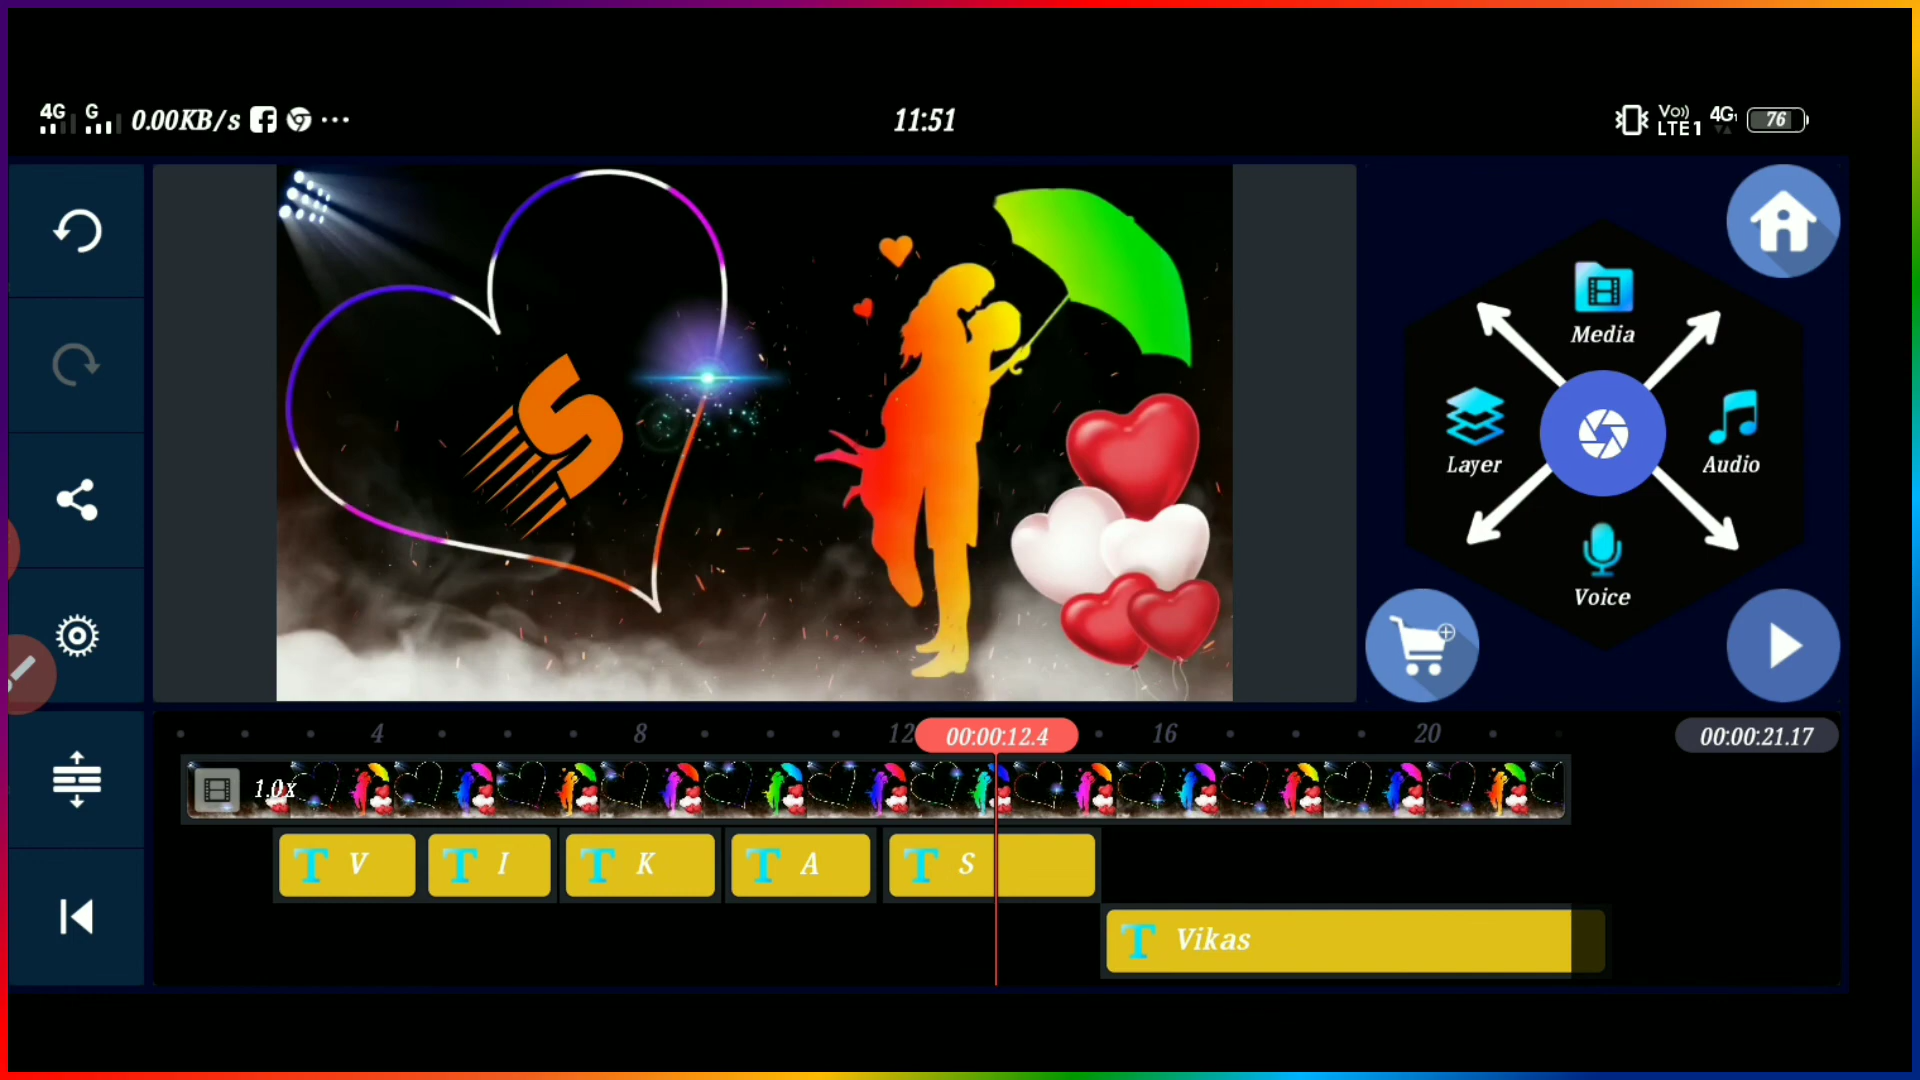 4G G 0.00KB/s ... 11:51 Vo)) LTE1 4G 76
S
Media
Layer
Audio
Voice
4 8 12 00:00:12.4 16 20 00:00:21.17
1.0x
T V T I T K T A T S
T Vikas